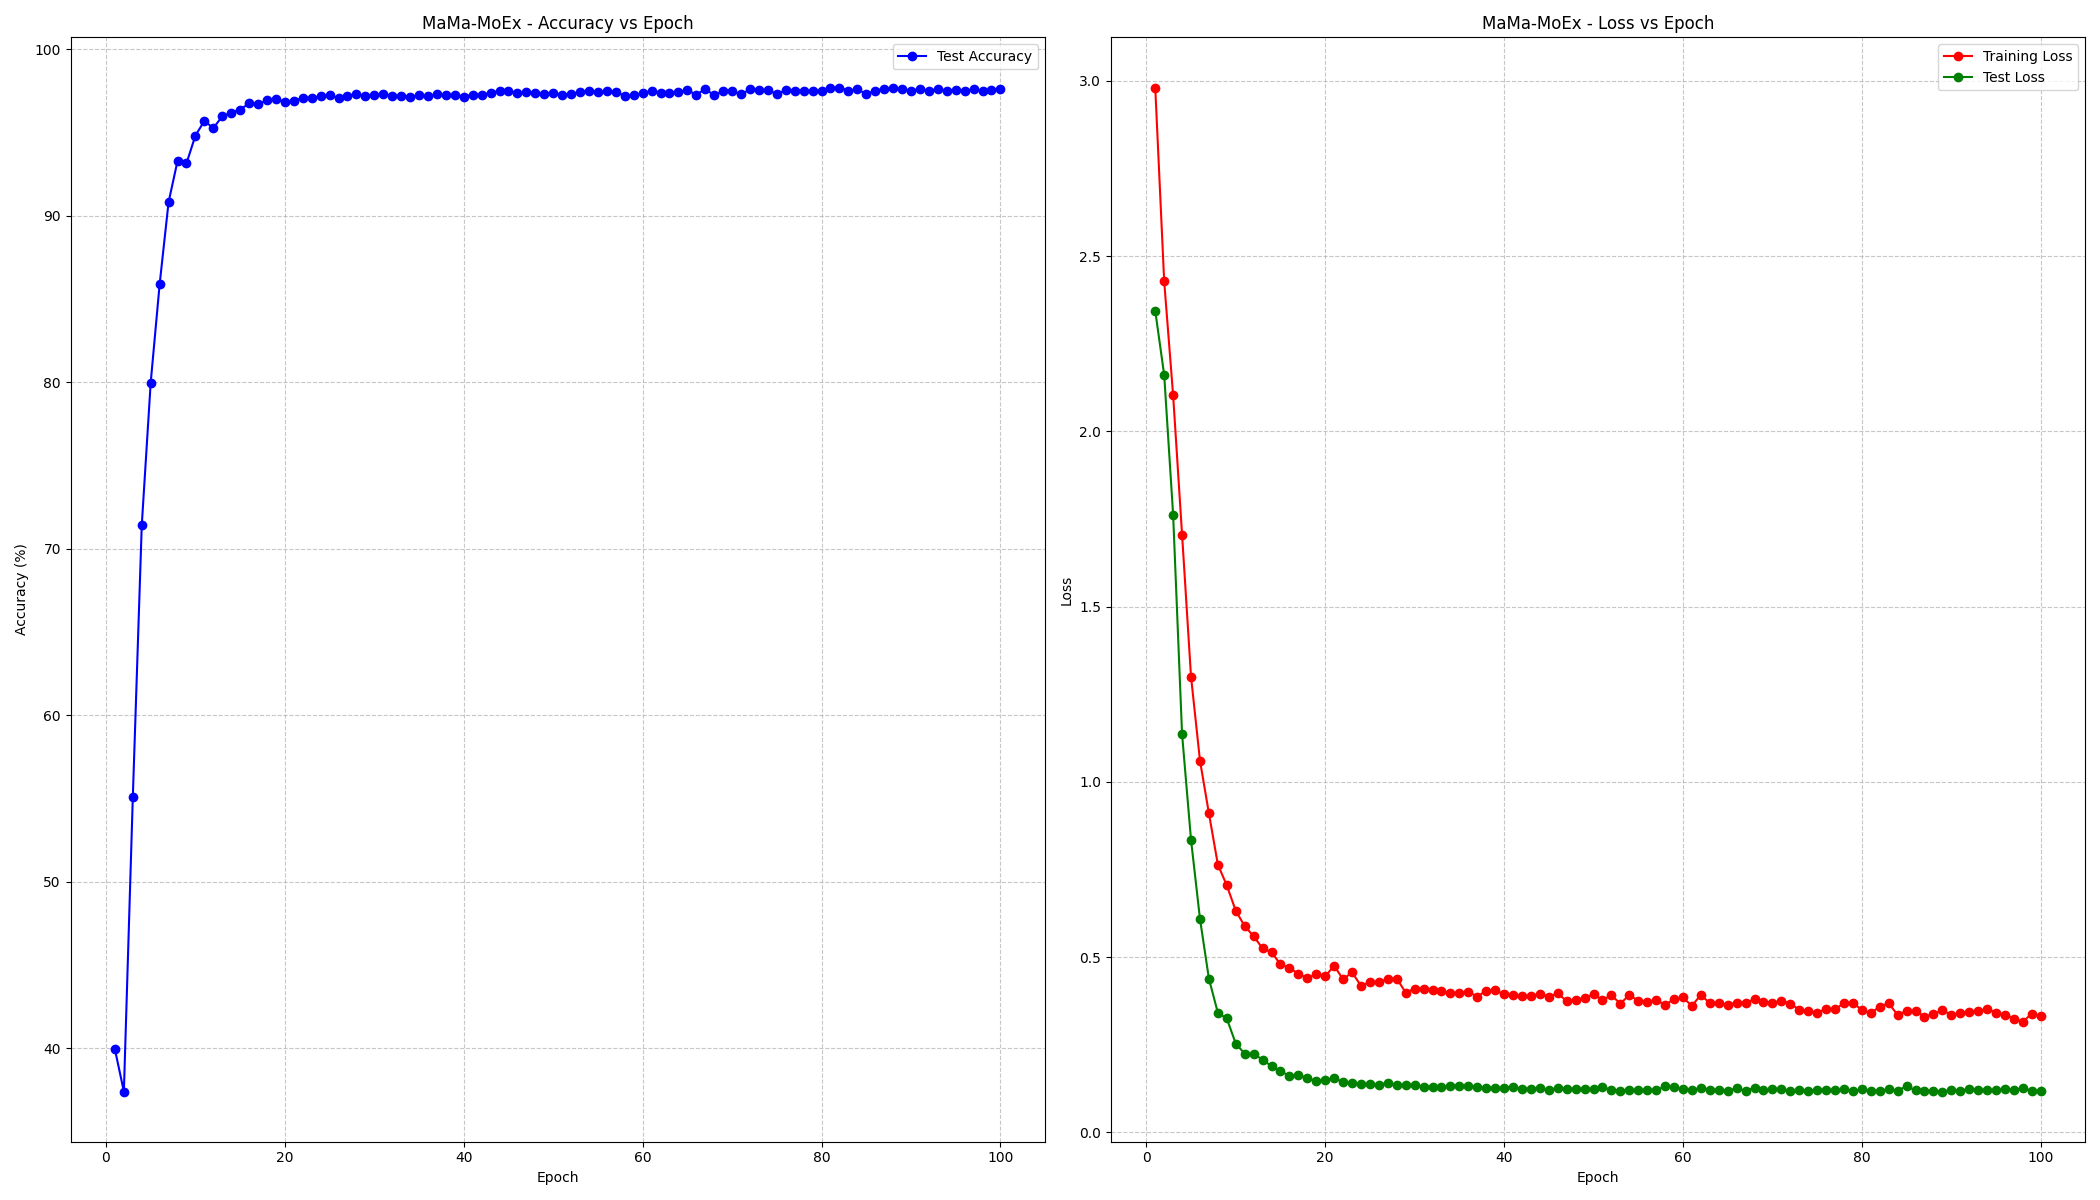 MaMa-MoEx - Accuracy vs Epoch
Test Accuracy
100
90
80
70
60
50
40
Accuracy (%)
0 20 40 60 80 100
Epoch
MaMa-MoEx - Loss vs Epoch
Training Loss
Test Loss
3.0
2.5
2.0
1.5
1.0
0.5
0.0
Loss
0 20 40 60 80 100
Epoch